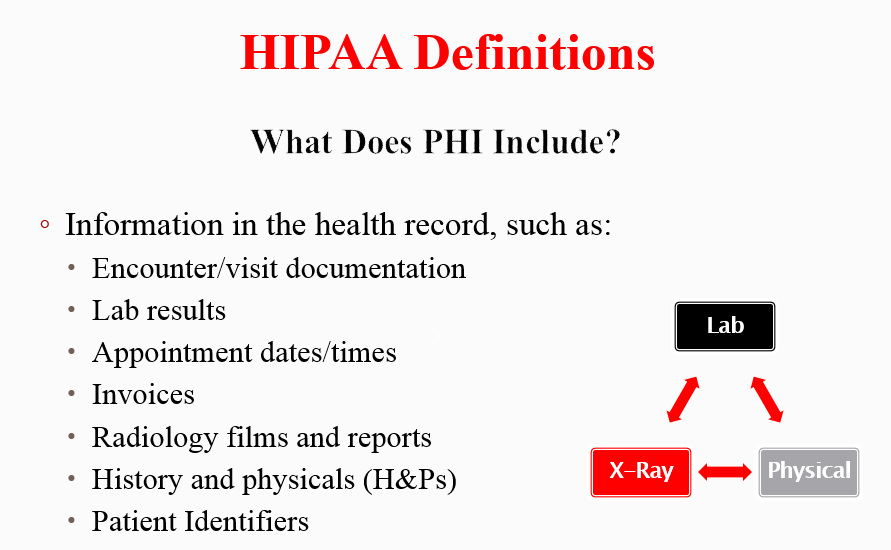 HIPAA Definitions
What Does PHI Include?
Information in the health record, such as:
Encounter/visit documentation
Lab results
Appointment dates/times
Invoices
Radiology films and reports
History and physicals (H&Ps)
Patient Identifiers
Lab
X–Ray
Physical